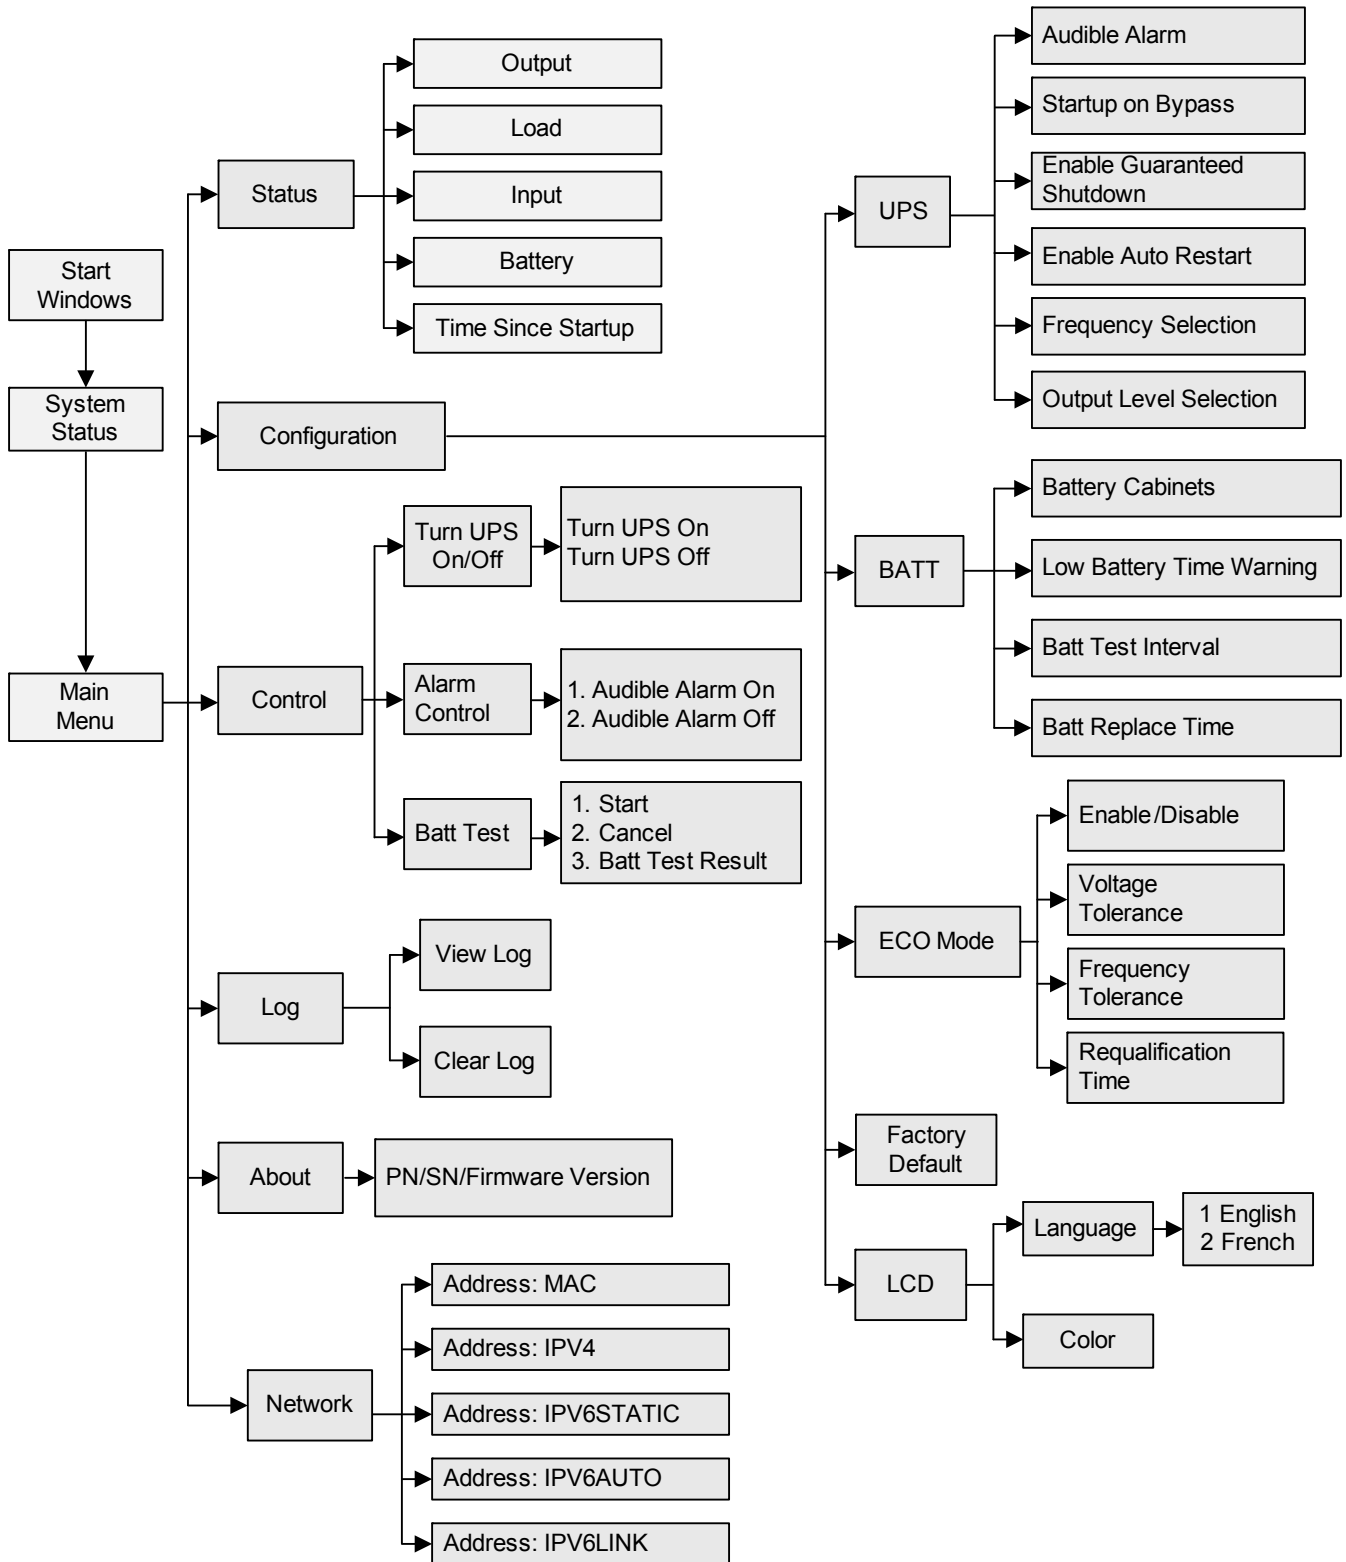 Start
Windows
System
Status
Main
Menu
Status
Output
Load
Input
Battery
Time Since Startup
Configuration
Control
Turn UPS
On/Off
Turn UPS On
Turn UPS Off
Alarm
Control
1. Audible Alarm On
2. Audible Alarm Off
Batt Test
1. Start
2. Cancel
3. Batt Test Result
Log
View Log
Clear Log
About
PN/SN/Firmware Version
Network
Address: MAC
Address: IPV4
Address: IPV6STATIC
Address: IPV6AUTO
Address: IPV6LINK
UPS
Audible Alarm
Startup on Bypass
Enable Guaranteed
Shutdown
Enable Auto Restart
Frequency Selection
Output Level Selection
BATT
Battery Cabinets
Low Battery Time Warning
Batt Test Interval
Batt Replace Time
ECO Mode
Enable/Disable
Voltage
Tolerance
Frequency
Tolerance
Requalification
Time
Factory
Default
LCD
Language
1 English
2 French
Color